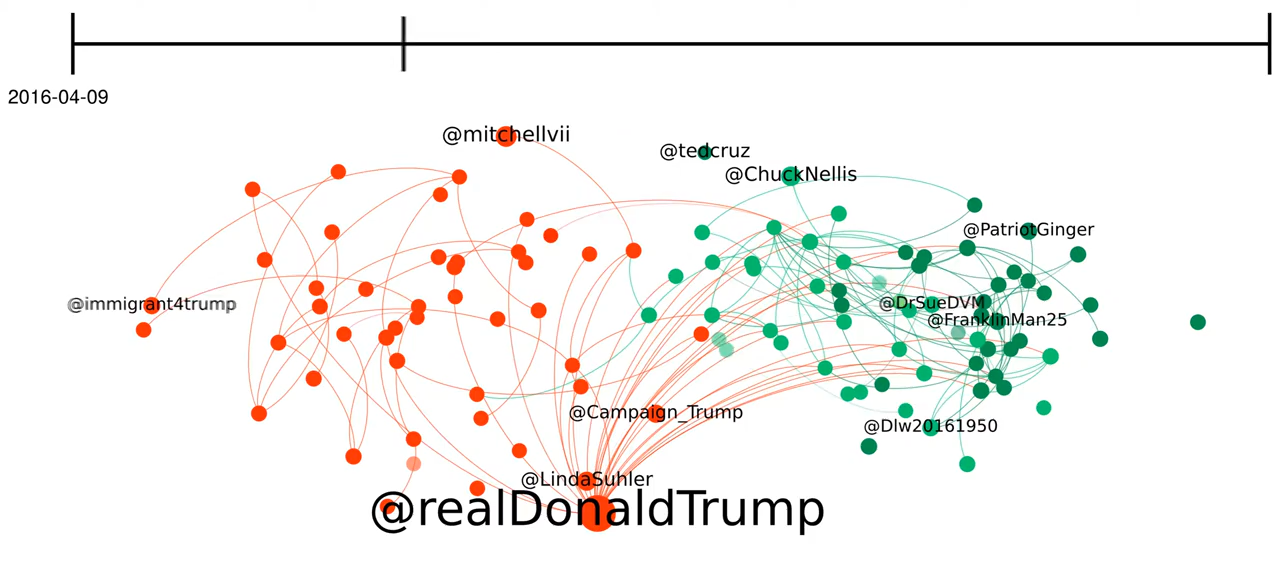 2016-04-09
@mitchellvii
@tedcruz
@ChuckNellis
@PatriotGinger
@immigrant4trump
@DrSueDVM
@FranklinMan25
@Campaign_Trump
@Dlw20161950
@LindaSuhler
@realDonaldTrump